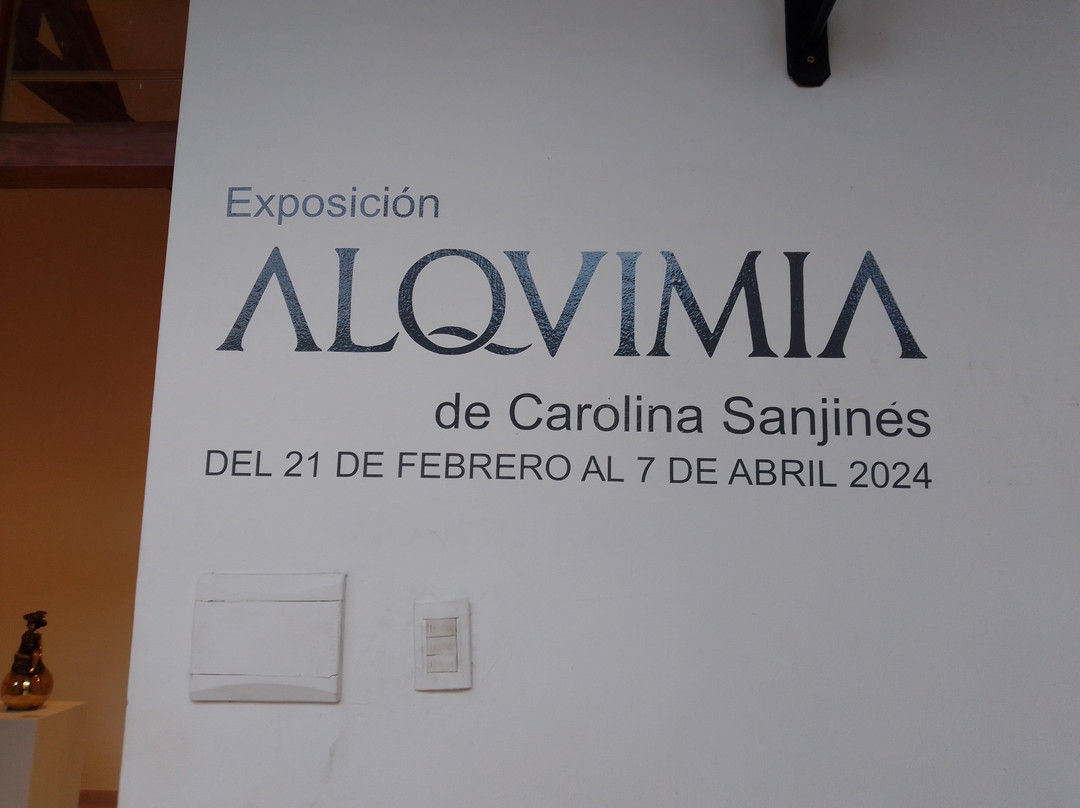 Exposición
ALQVIMIA
de Carolina Sanjinés
DEL 21 DE FEBRERO AL 7 DE ABRIL 2024